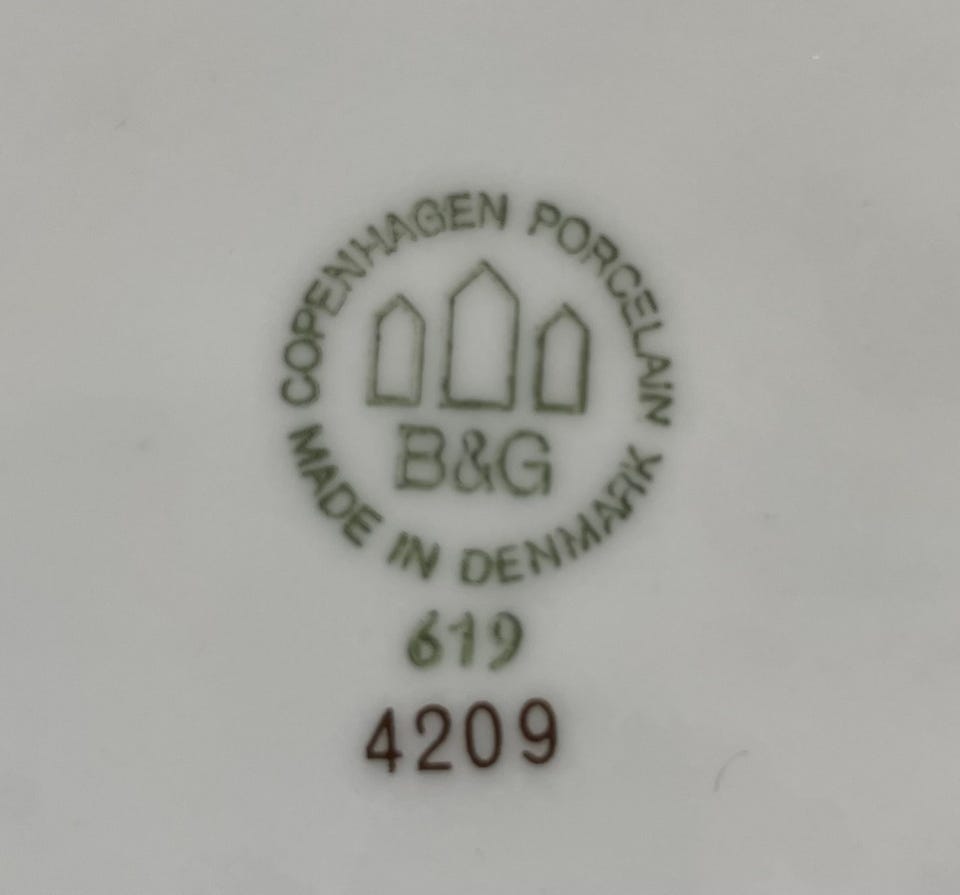 COPENHAGEN PORCELAIN
B&G
MADE IN DENMARK
619
4209